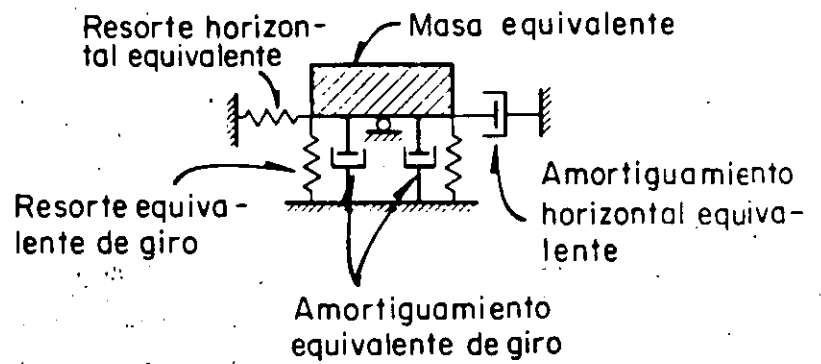 Resorte horizon-
tal equivalente
Masa equivalente
Resorte equiva-
lente de giro
Amortiguamiento
horizontal equiva-
lente
Amortiguamiento
equivalente de giro